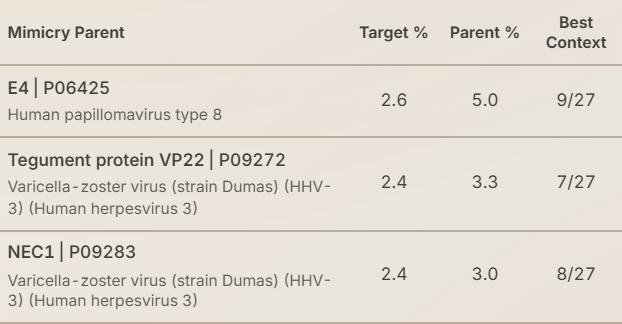 Mimicry Parent Target % Parent % Best Context
E4 | P06425
Human papillomavirus type 8
2.6 5.0 9/27
Tegument protein VP22 | P09272
Varicella-zoster virus (strain Dumas) (HHV-
3) (Human herpesvirus 3)
2.4 3.3 7/27
NEC1 | P09283
Varicella-zoster virus (strain Dumas) (HHV-
3) (Human herpesvirus 3)
2.4 3.0 8/27